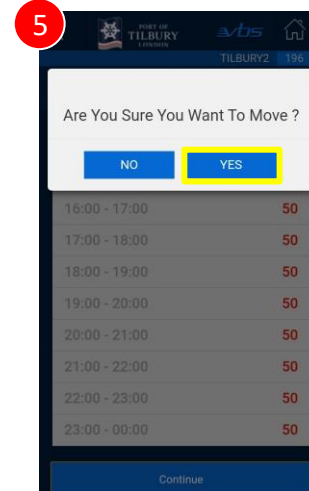 5
PORT OF
TILBURY
LONDON
vbs
TILBURY2 196
Are You Sure You Want To Move ?
NO YES
16:00 - 17:00 50
17:00 - 18:00 50
18:00 - 19:00 50
19:00 - 20:00 50
20:00 - 21:00 50
21:00 - 22:00 50
22:00 - 23:00 50
23:00 - 00:00 50
Continue